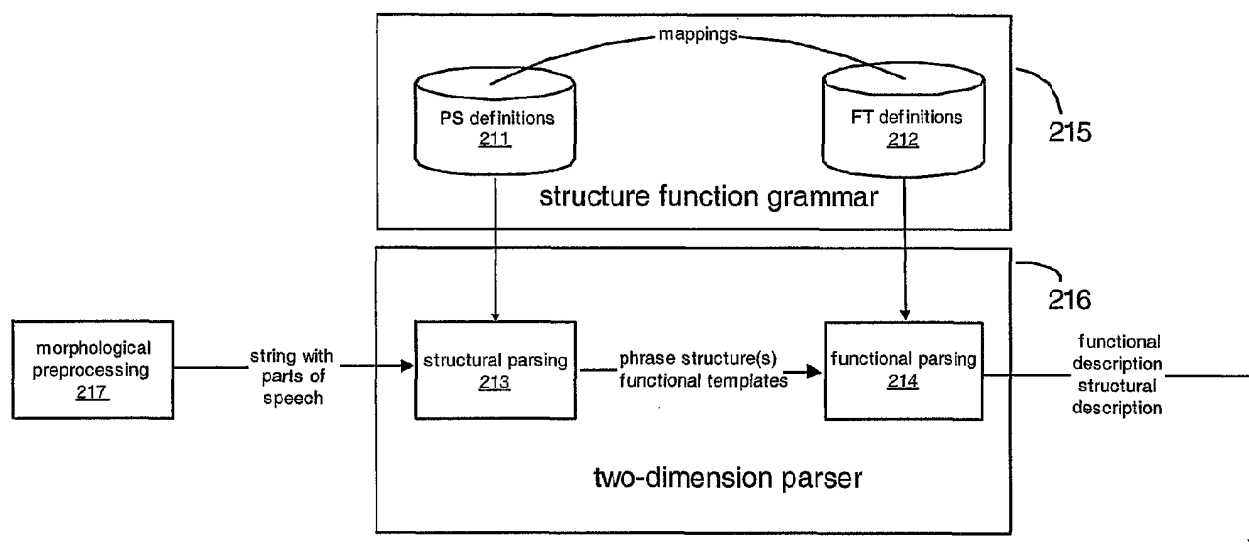 mappings
PS definitions
211
FT definitions
212
215
structure function grammar
216
morphological
preprocessing
217
string with
parts of
speech
structural parsing
213
phrase structure(s)
functional templates
functional parsing
214
functional
description
structural
description
two-dimension parser